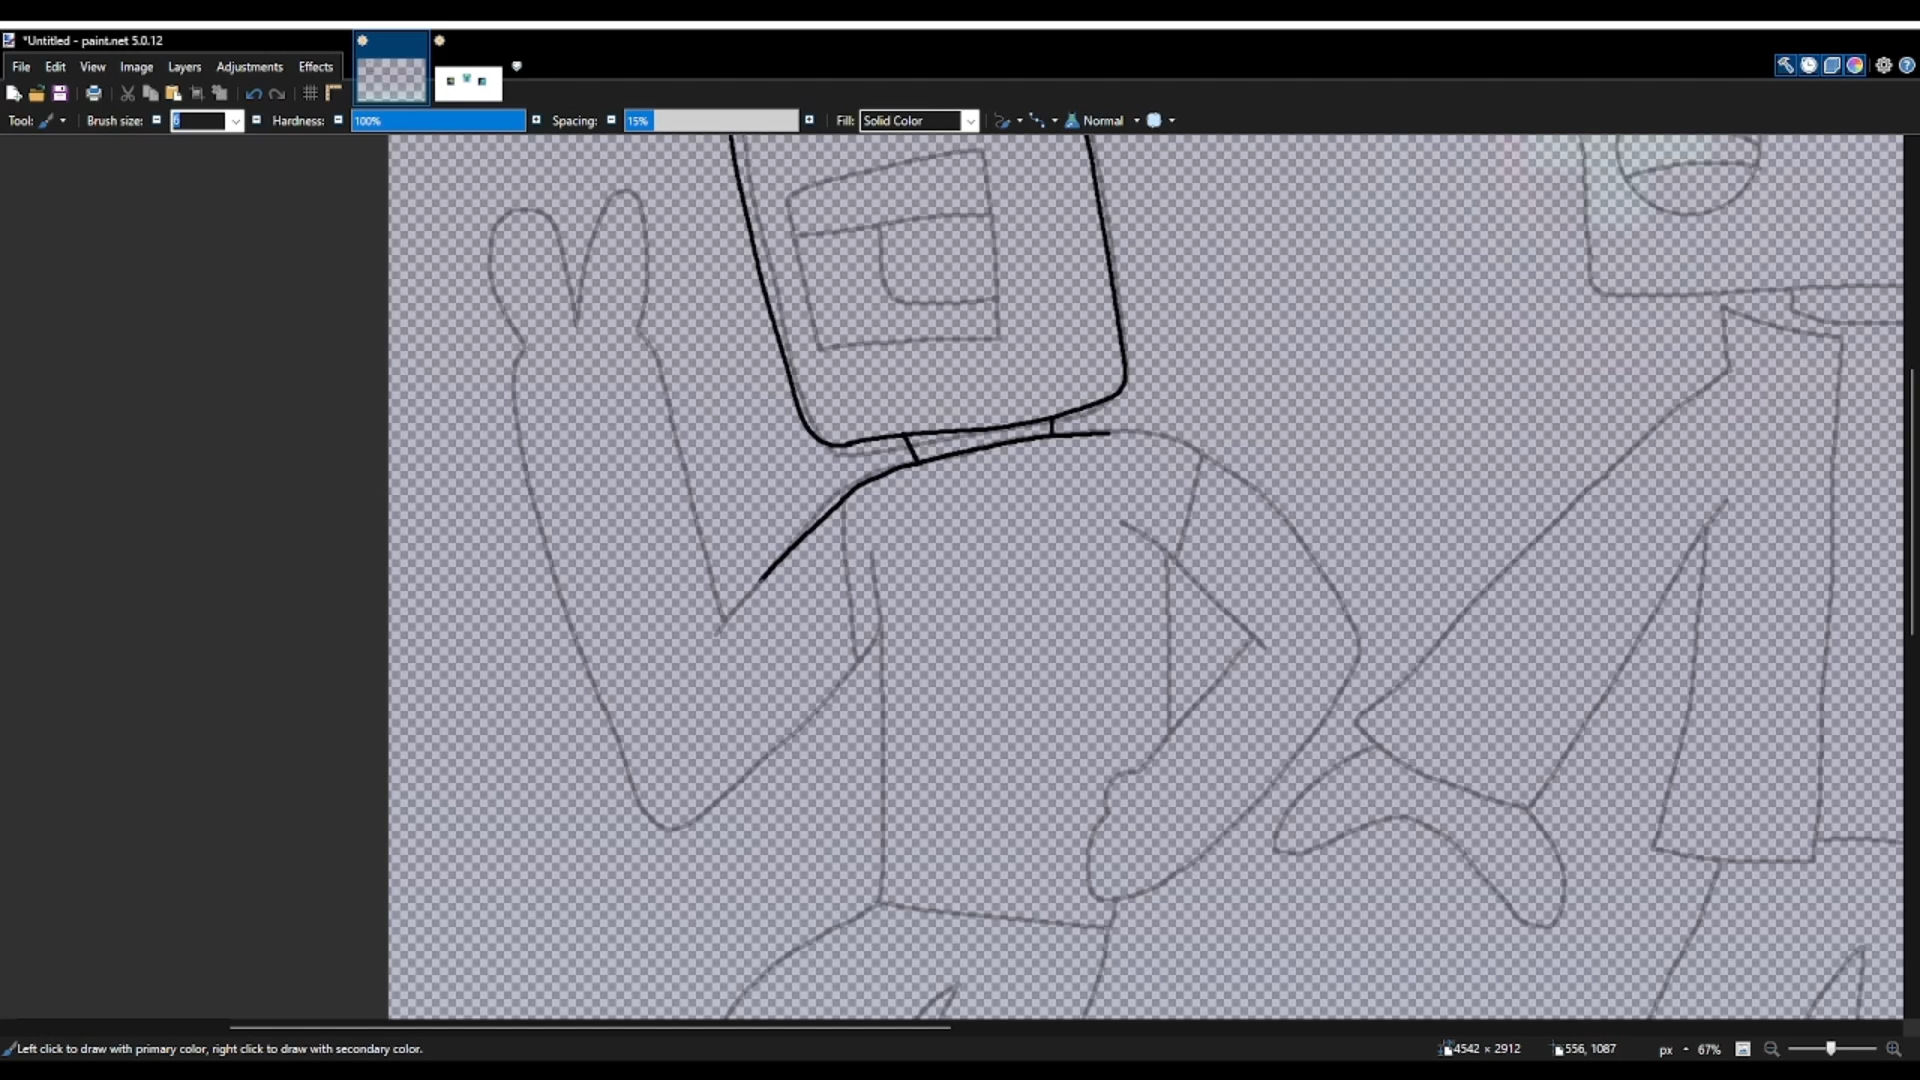 *Untitled - paint.net 5.0.12
File Edit View Image Layers Adjustments Effects
Tool: Brush size: 6 Hardness: 100% Spacing: 15% Fill: Solid Color Normal
Left click to draw with primary color, right click to draw with secondary color.
4542 × 2912 556, 1087 px 67%